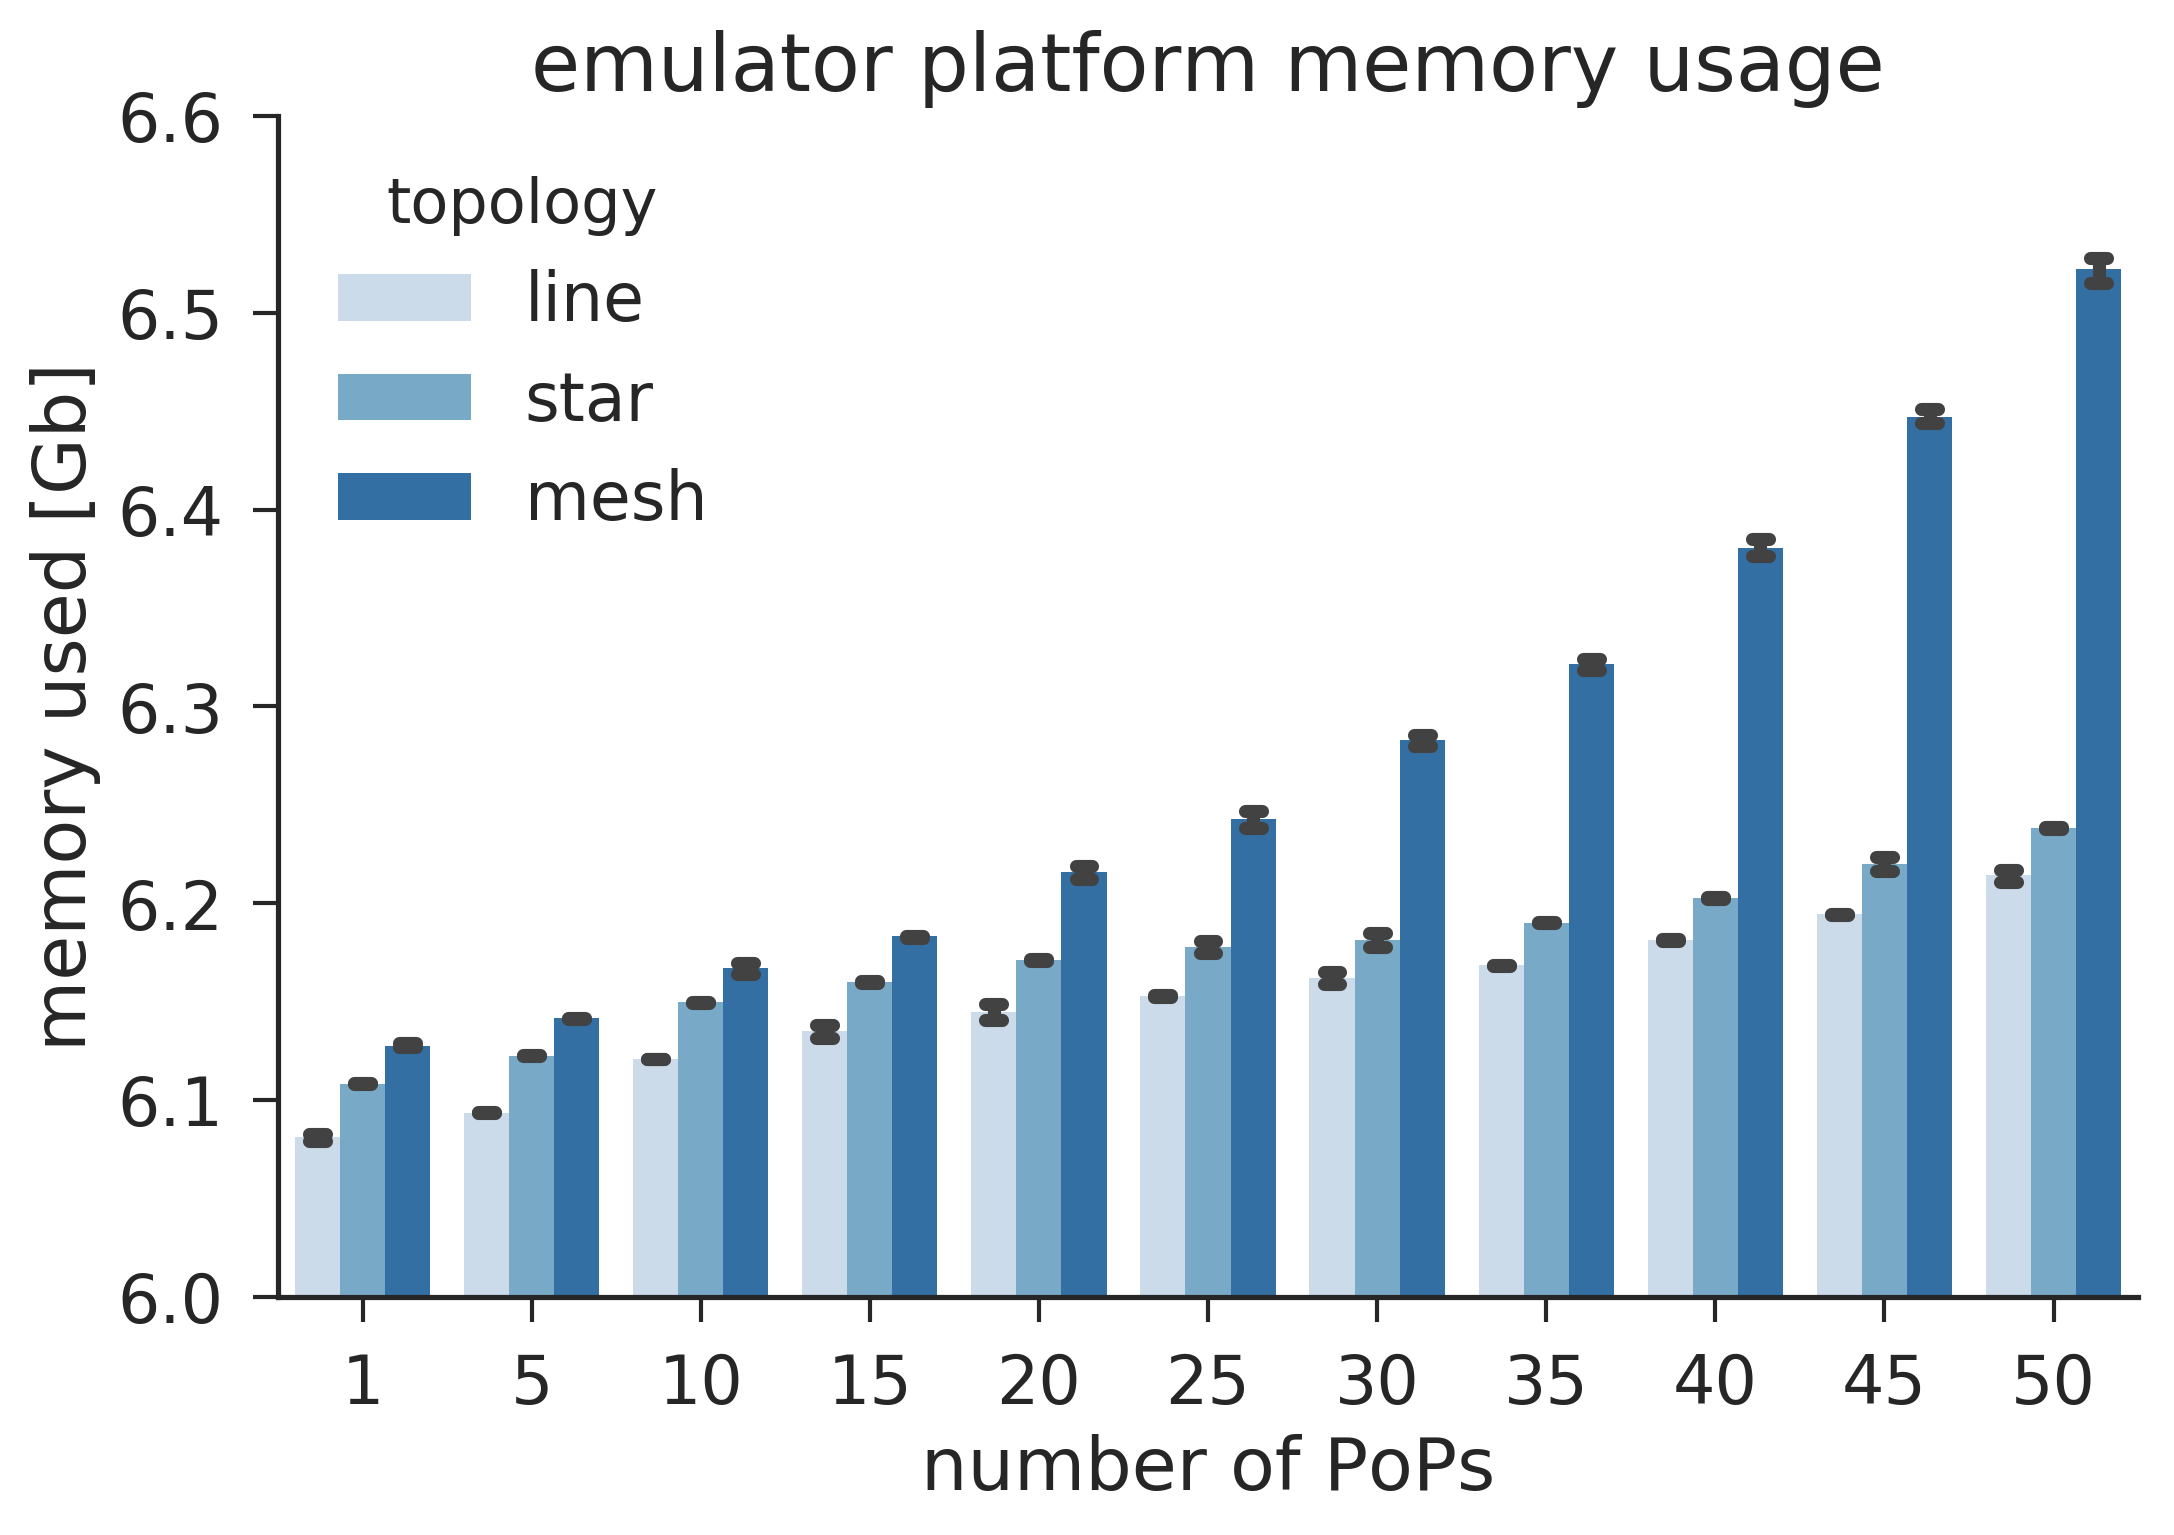 emulator platform memory usage
memory used [Gb]
6.6
6.5
6.4
6.3
6.2
6.1
6.0
topology
line
star
mesh
1 5 10 15 20 25 30 35 40 45 50
number of PoPs